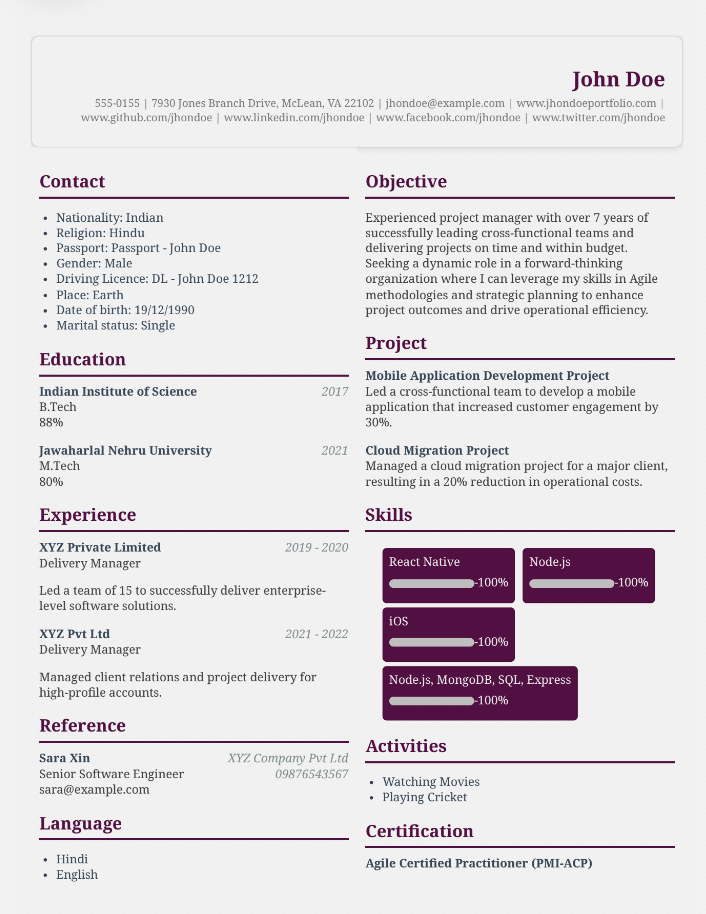 John Doe
555-0155 | 7930 Jones Branch Drive, McLean, VA 22102 | jhondoe@example.com | www.jhondoeportfolio.com |
www.github.com/jhondoe | www.linkedin.com/jhondoe | www.facebook.com/jhondoe | www.twitter.com/jhondoe
Contact
• Nationality: Indian
• Religion: Hindu
• Passport: Passport - John Doe
• Gender: Male
• Driving Licence: DL - John Doe 1212
• Place: Earth
• Date of birth: 19/12/1990
• Marital status: Single
Education
Indian Institute of Science 2017
B.Tech
88%
Jawaharlal Nehru University 2021
M.Tech
80%
Experience
XYZ Private Limited 2019 - 2020
Delivery Manager
Led a team of 15 to successfully deliver enterprise-
level software solutions.
XYZ Pvt Ltd 2021 - 2022
Delivery Manager
Managed client relations and project delivery for
high-profile accounts.
Reference
Sara Xin XYZ Company Pvt Ltd
Senior Software Engineer 09876543567
sara@example.com
Language
• Hindi
• English
Objective
Experienced project manager with over 7 years of
successfully leading cross-functional teams and
delivering projects on time and within budget.
Seeking a dynamic role in a forward-thinking
organization where I can leverage my skills in Agile
methodologies and strategic planning to enhance
project outcomes and drive operational efficiency.
Project
Mobile Application Development Project
Led a cross-functional team to develop a mobile
application that increased customer engagement by
30%.
Cloud Migration Project
Managed a cloud migration project for a major client,
resulting in a 20% reduction in operational costs.
Skills
React Native Node.js
-100% -100%
iOS
-100%
Node.js, MongoDB, SQL, Express
-100%
Activities
• Watching Movies
• Playing Cricket
Certification
Agile Certified Practitioner (PMI-ACP)